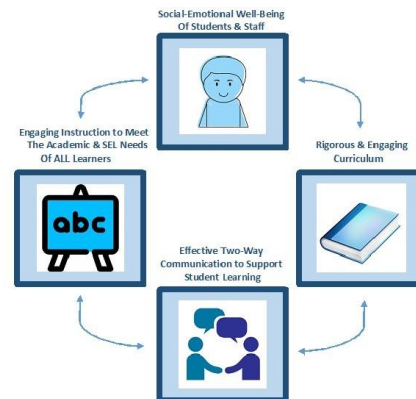 Social-Emotional Well-Being
Of Students & Staff
Engaging Instruction to Meet
The Academic & SEL Needs
Of ALL Learners
abc
Rigorous & Engaging
Curriculum
Effective Two-Way
Communication to Support
Student Learning